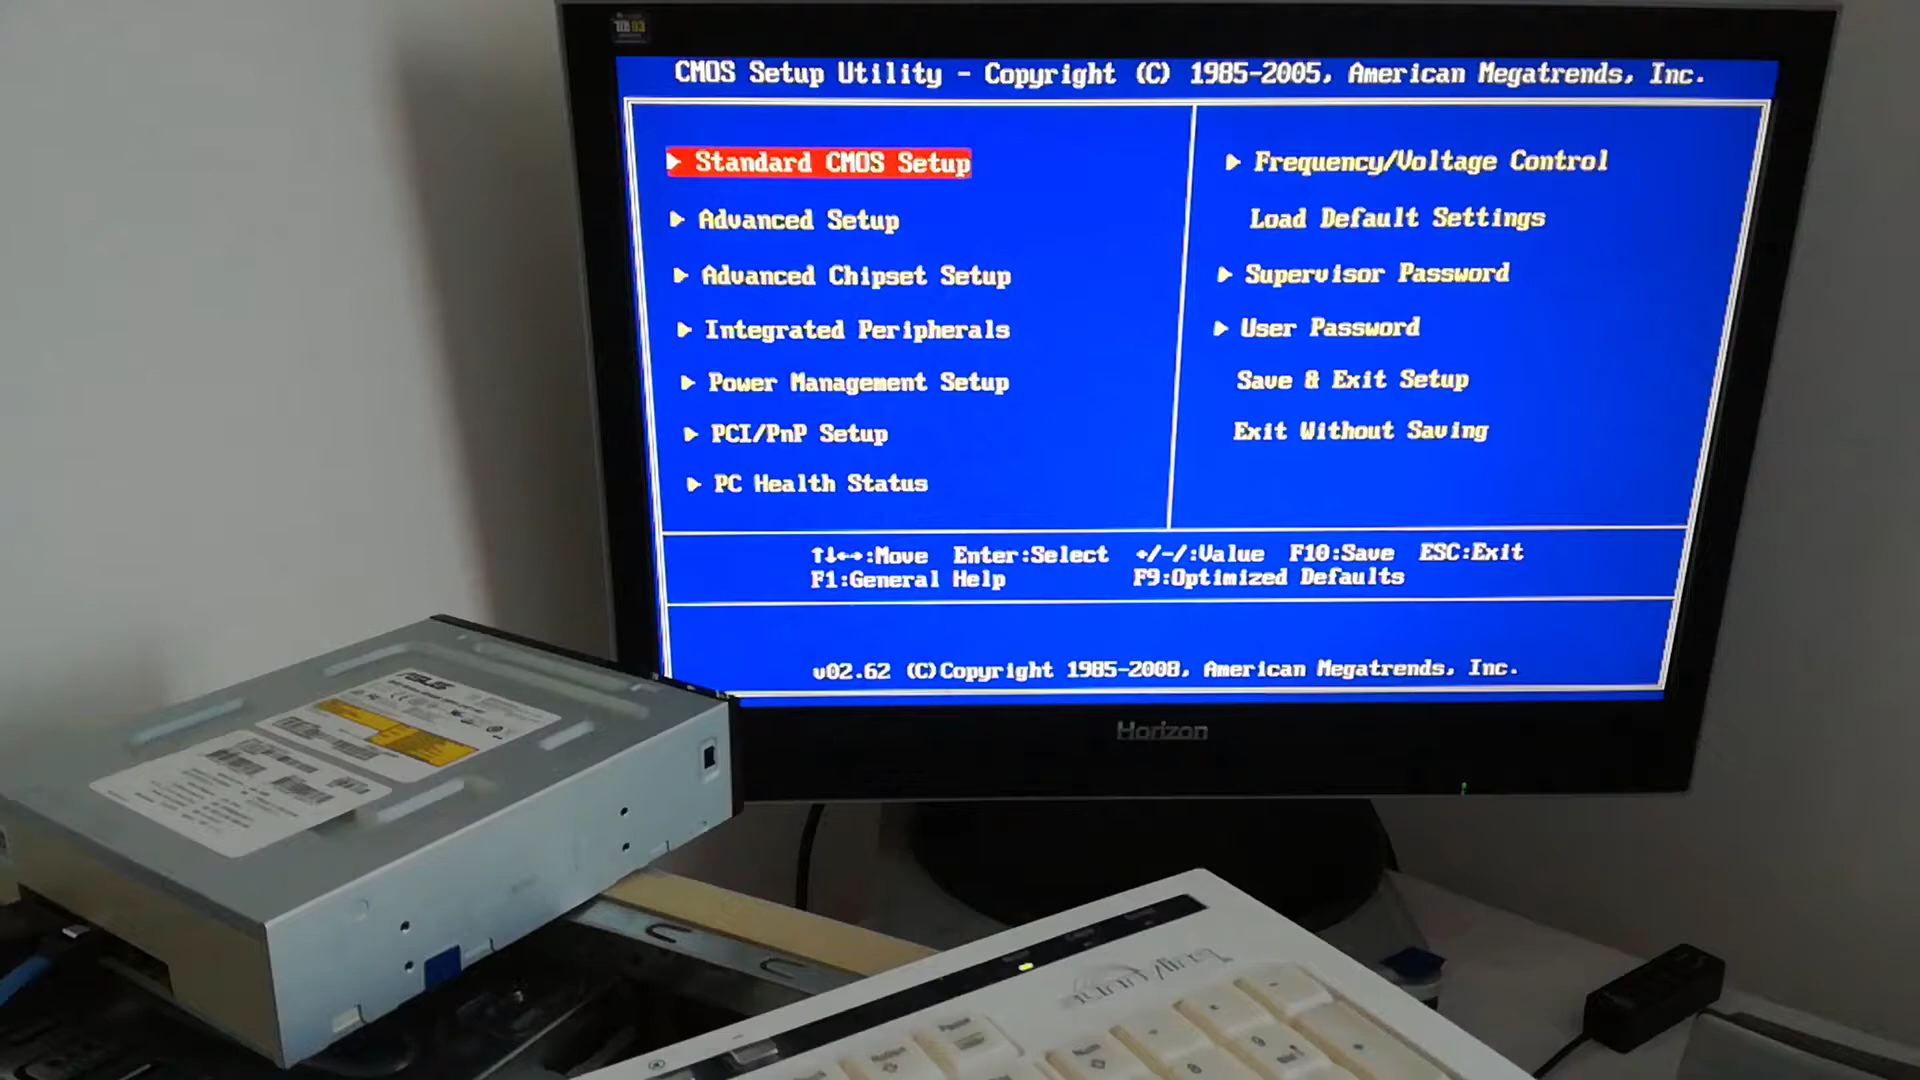 CMOS Setup Utility - Copyright (C) 1985-2005, American Megatrends, Inc.
Standard CMOS Setup
Advanced Setup
Advanced Chipset Setup
Integrated Peripherals
Power Management Setup
PCI/PnP Setup
PC Health Status
Frequency/Voltage Control
Load Default Settings
Supervisor Password
User Password
Save & Exit Setup
Exit Without Saving
↑↓←→:Move Enter:Select +/-/:Value F10:Save ESC:Exit
F1:General Help F9:Optimized Defaults
v02.62 (C)Copyright 1985-2008, American Megatrends, Inc.
Horizon
ASUS